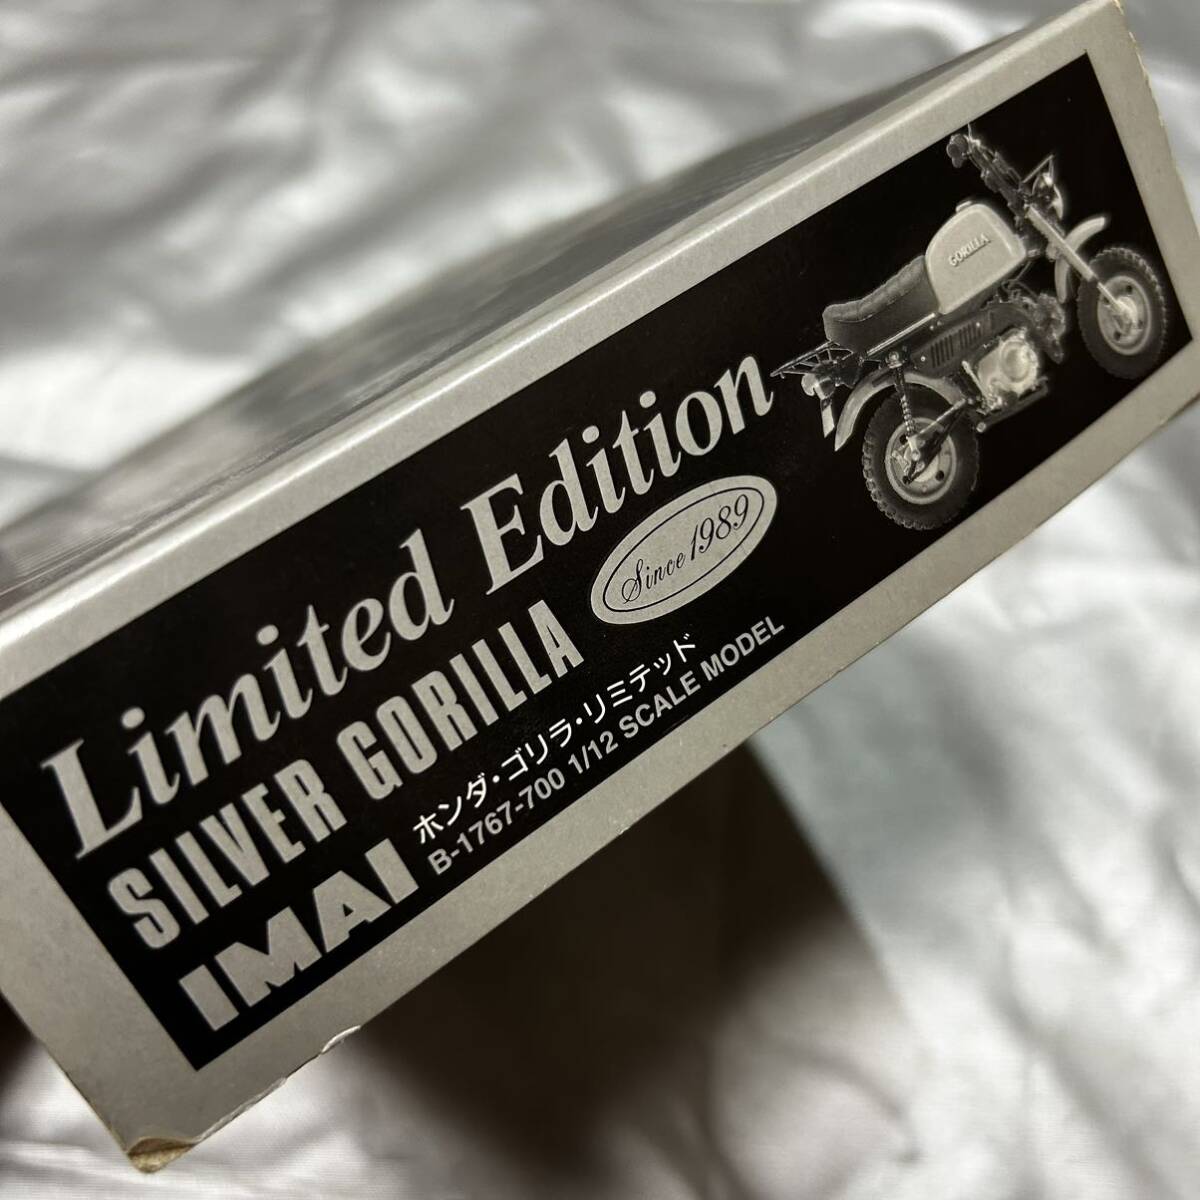 Limited Edition
SILVER GORILLA
Since 1989
IMAI
ホンダ・ゴリラ・リミテッド
B-1767-700 1/12 SCALE MODEL
GORILLA